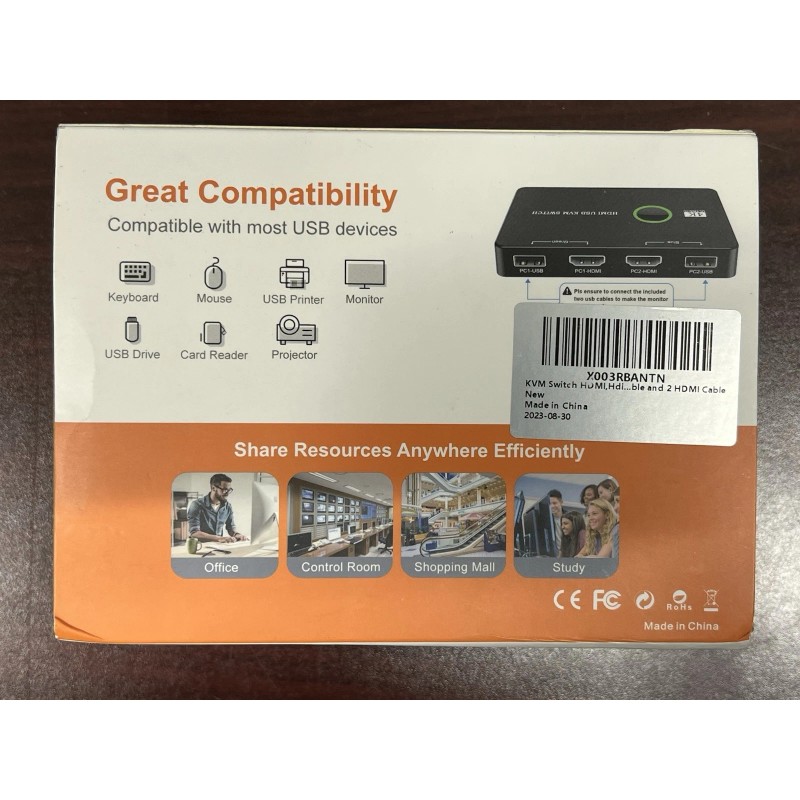 Great Compatibility
Compatible with most USB devices
Keyboard
Mouse
USB Printer
Monitor
USB Drive
Card Reader
Projector
HDMI USB KVM SWITCH
4K
PC1-USB
PC1-HDMI
PC2-HDMI
PC2-USB
Pls ensure to connect the included
two usb cables to make the monitor
X003RBANTN
KVM Switch HDMI,Hdi...ble and 2 HDMI Cable
New
Made in China
2023-08-30
Share Resources Anywhere Efficiently
Office
Control Room
Shopping Mall
Study
CE FC RoHs
Made in China